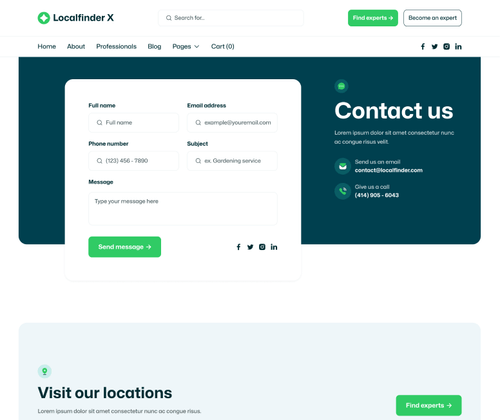 Localfinder X
Search for..
Find experts →
Become an expert
Home
About
Professionals
Blog
Pages
Cart (0)
Full name
Full name
Email address
example@youremail.com
Phone number
(123) 456 - 7890
Subject
ex. Gardening service
Message
Type your message here
Send message →
Contact us
Lorem ipsum dolor sit amet consectetur nunc
ac congue risus velit.
Send us an email
contact@localfinder.com
Give us a call
(414) 905 - 6043
Visit our locations
Lorem ipsum dolor sit amet consectetur nunc ac congue risus.
Find experts →